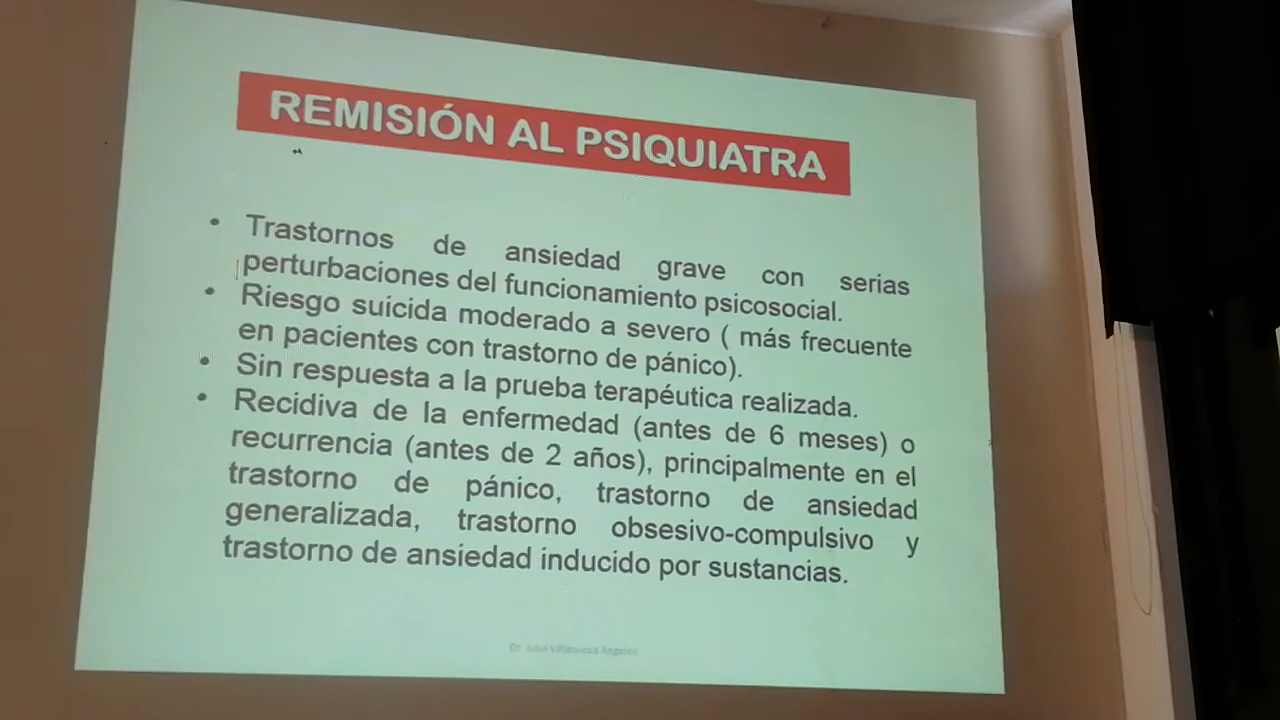 REMISIÓN AL PSIQUIATRA
• Trastornos de ansiedad grave con serias
perturbaciones del funcionamiento psicosocial.
• Riesgo suicida moderado a severo ( más frecuente
en pacientes con trastorno de pánico).
• Sin respuesta a la prueba terapéutica realizada.
• Recidiva de la enfermedad (antes de 6 meses) o
recurrencia (antes de 2 años), principalmente en el
trastorno de pánico, trastorno de ansiedad
generalizada, trastorno obsesivo-compulsivo y
trastorno de ansiedad inducido por sustancias.
Dr. Villanueva Angeles